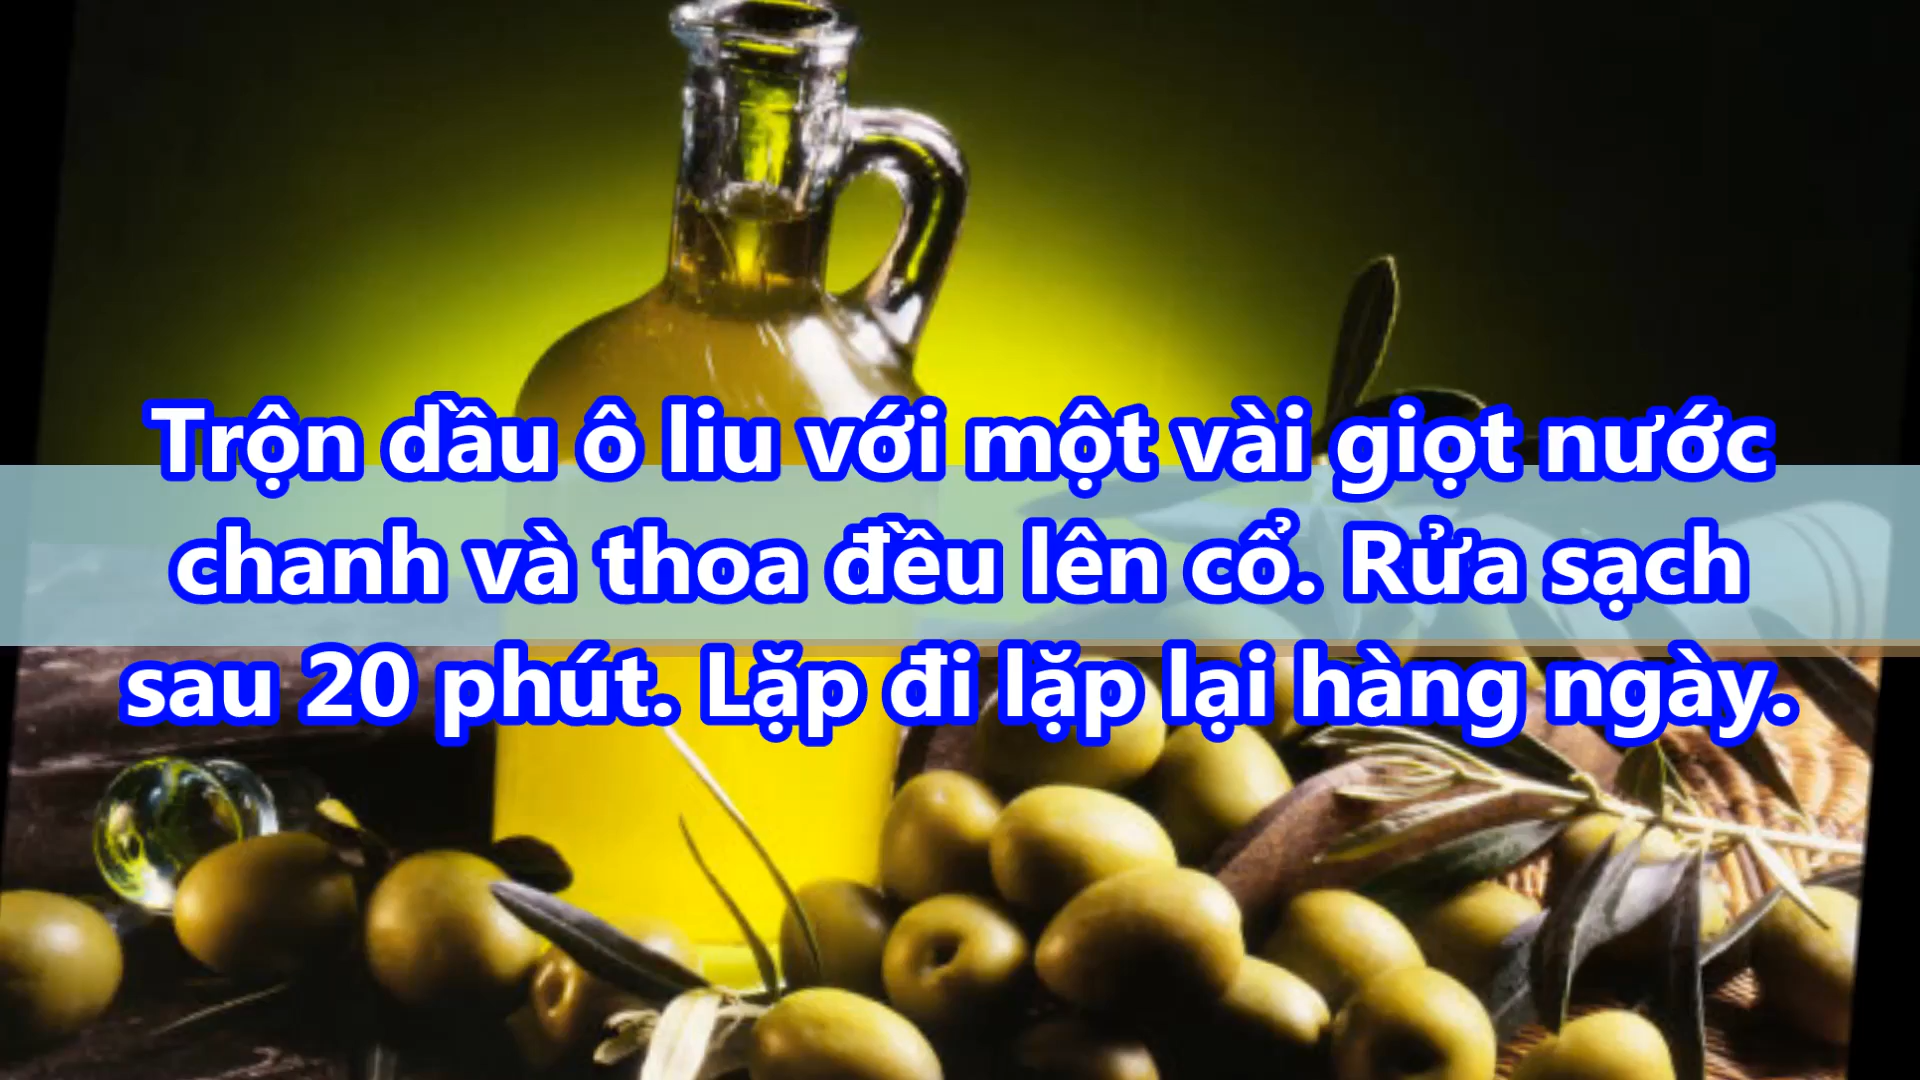 Trộn dầu ô liu với một vài giọt nước
chanh và thoa đều lên cổ. Rửa sạch
sau 20 phút. Lặp đi lặp lại hàng ngày.